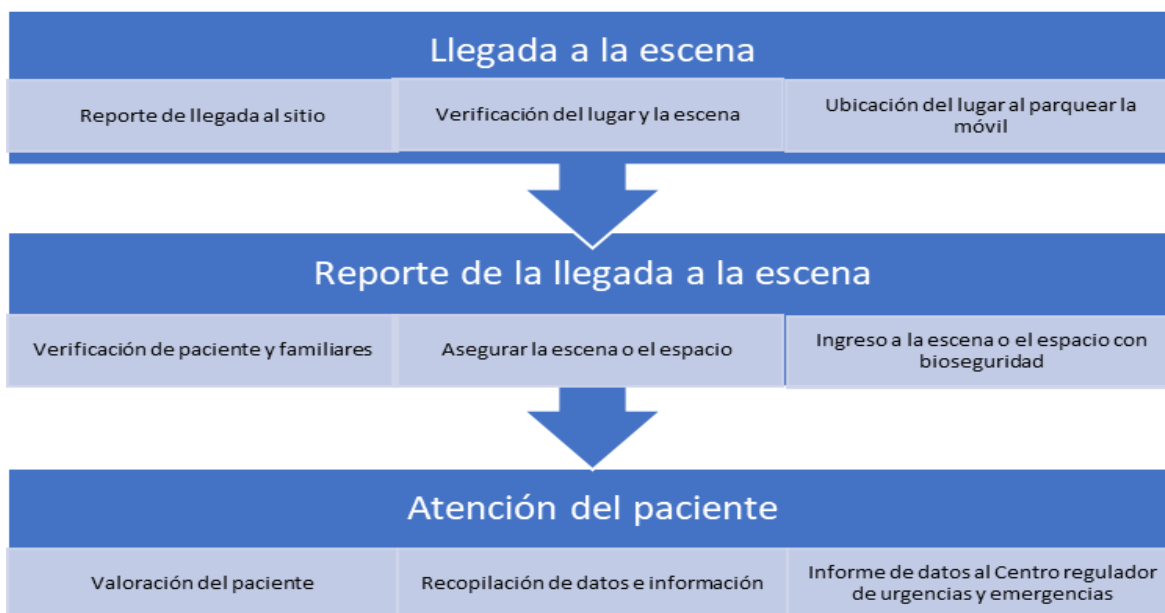 Llegada a la escena
Reporte de llegada al sitio
Verificación del lugar y la escena
Ubicación del lugar al parquear la
móvil
Reporte de la llegada a la escena
Verificación de paciente y familiares
Asegurar la escena o el espacio
Ingreso a la escena o el espacio con
bioseguridad
Atención del paciente
Valoración del paciente
Recopilación de datos e información
Informe de datos al Centro regulador
de urgencias y emergencias